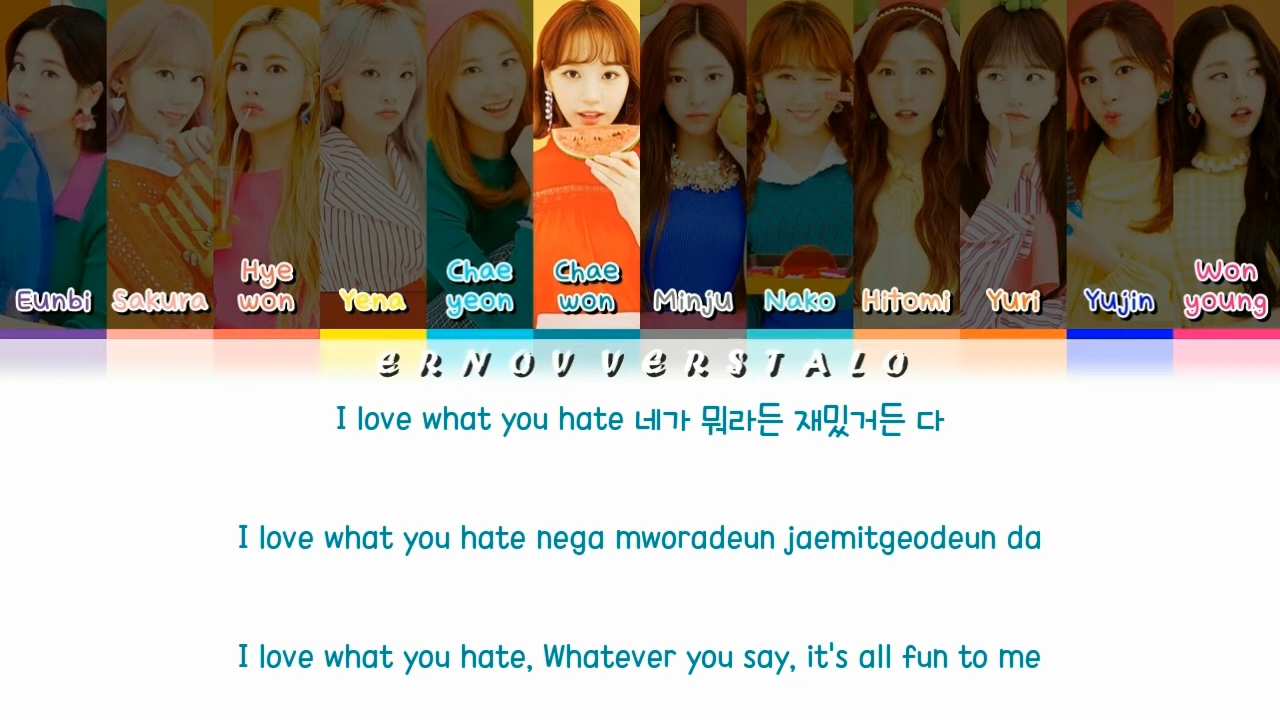 Eunbi
Sakura
Hye
won
Yena
Chae
yeon
Chae
won
Minju
Nako
Hitomi
Yuri
Yujin
Won
young
ERNOV VERSTALO
I love what you hate 네가 뭐라든 재밌거든 다
I love what you hate nega mworadeun jaemitgeodeun da
I love what you hate, Whatever you say, it's all fun to me